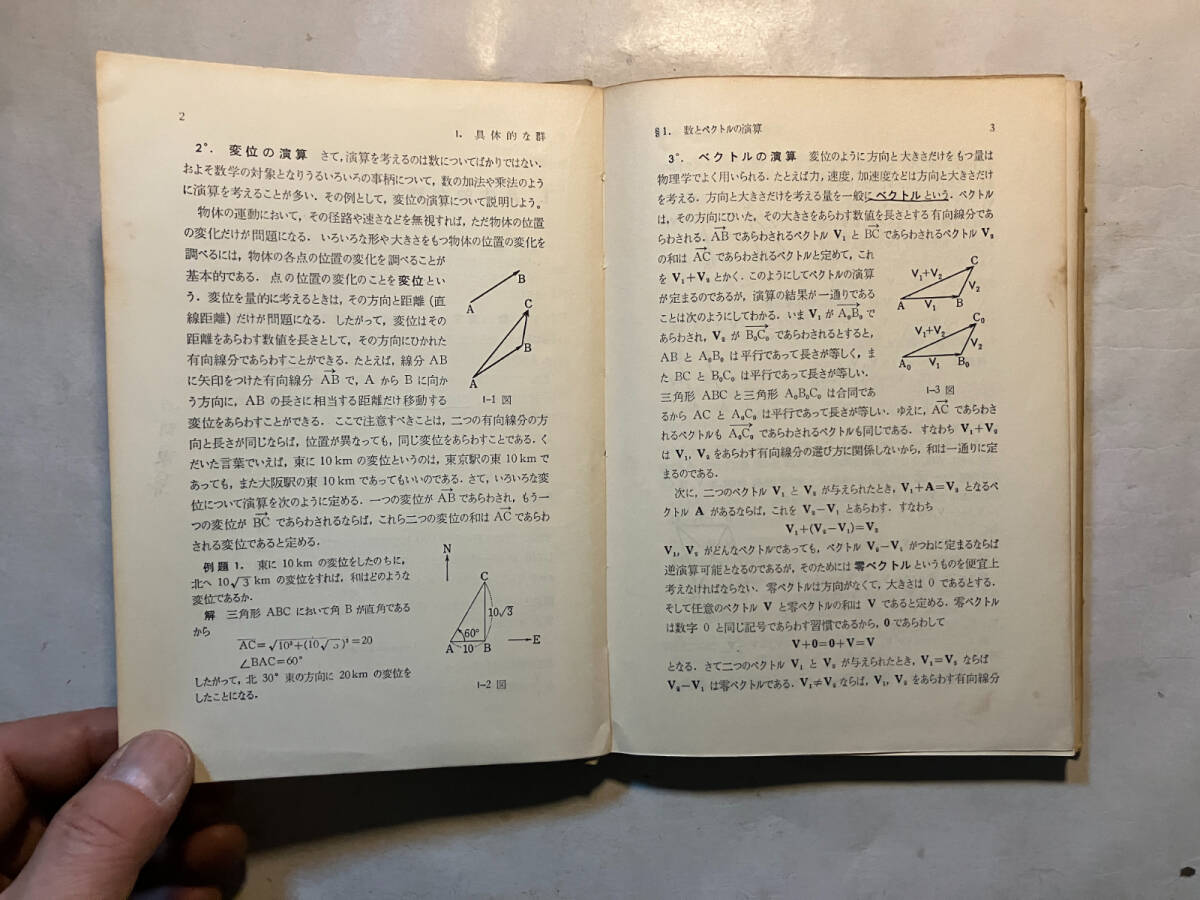 2
1. 具体的な群
2°. 変位の演算 さて,演算を考えるのは数についてばかりではない.
およそ数学の対象となりうるいろいろの事柄について,数の加法や乗法のよう
に演算を考えることが多い.その例として,変位の演算について説明しよう。
物体の運動において,その径路や速さなどを無視すれば,ただ物体の位置
の変化だけが問題になる.いろいろな形や大きさをもつ物体の位置の変化を
調べるには,物体の各点の位置の変化を調べることが
基本的である.点の位置の変化のことを変位とい
う.変位を量的に考えるときは,その方向と距離(直
線距離)だけが問題になる.したがって,変位はその
距離をあらわす数値を長さとして,その方向にひかれた
有向線分であらわすことができる.たとえば,線分 AB
に矢印をつけた有向線分 AB→ で,A から B に向か
う方向に,AB の長さに相当する距離だけ移動する
変位をあらわすことができる. ここで注意すべきことは,二つの有向線分の方
向と長さが同じならば,位置が異なっても,同じ変位をあらわすことである.く
だいた言葉でいえば,東に 10 km の変位というのは,東京駅の東 10 km で
あっても,また大阪駅の東 10 km であってもいいのである.さて,いろいろな変
位について演算を次のように定める.一つの変位が AB→ であらわされ,もう一
つの変位が BC→ であらわされるならば,これら二つの変位の和は AC→ であらわ
される変位であると定める.
B
A
C
B
A
1-1 図
例題 1. 東に 10 km の変位をしたのちに,
北へ 10√3 km の変位をすれば,和はどのような
変位であるか.
解 三角形 ABC において角 B が直角である
から
AC=√10²+(10√3)²=20
∠BAC=60°
したがって,北 30° 東の方向に 20 km の変位を
したことになる.
N
C
10√3
60°
E
A 10 B
1-2 図
§1. 数とベクトルの演算
3
3°. ベクトルの演算 変位のように方向と大きさだけをもつ量は
物理学でよく用いられる.たとえば力,速度,加速度などは方向と大きさだけ
を考える.方向と大きさだけを考える量を一般にベクトルという.ベクトル
は,その方向にひいた,その大きさをあらわす数値を長さとする有向線分であ
らわされる.AB→ であらわされるベクトル V₁ と BC→ であらわされるベクトル V₂
の和は AC→ であらわされるベクトルと定めて,これ
を V₁+V₂ とかく.このようにしてベクトルの演算
が定まるのであるが,演算の結果が一通りである
ことは次のようにしてわかる.いま V₁ が A₀B₀→ で
あらわされ,V₂ が B₀C₀→ であらわされるとすると,
AB と A₀B₀ は平行であって長さが等しく,ま
た BC と B₀C₀ は平行であって長さが等しい.
三角形 ABC と三角形 A₀B₀C₀ は合同であ
るから AC と A₀C₀ は平行であって長さが等しい.ゆえに,AC→ であらわさ
れるベクトルも A₀C₀→ であらわされるベクトルも同じである.すなわち V₁+V₂
は V₁, V₂ をあらわす有向線分の選び方に関係しないから,和は一通りに定
まるのである.
C
V₁+V₂
V₂
A V₁ B
C₀
V₁+V₂
V₂
A₀ V₁ B₀
1-3 図
次に,二つのベクトル V₁ と V₂ が与えられたとき,V₁+A=V₂ となるベ
クトル A があるならば,これを V₂-V₁ とあらわす.すなわち
V₁+(V₂-V₁)=V₂
V₁, V₂ がどんなベクトルであっても,ベクトル V₂-V₁ がつねに定まるならば
逆演算可能となるのであるが,そのためには零ベクトルというものを便宜上
考えなければならない.零ベクトルは方向がなくて,大きさは 0 であるとする.
そして任意のベクトル V と零ベクトルの和は V であると定める.零ベクトル
は数字 0 と同じ記号であらわす習慣であるから,0 であらわして
V+0=0+V=V
となる.さて二つのベクトル V₁ と V₂ が与えられたとき,V₁=V₂ ならば
V₂-V₁ は零ベクトルである.V₁≠V₂ ならば,V₁, V₂ をあらわす有向線分